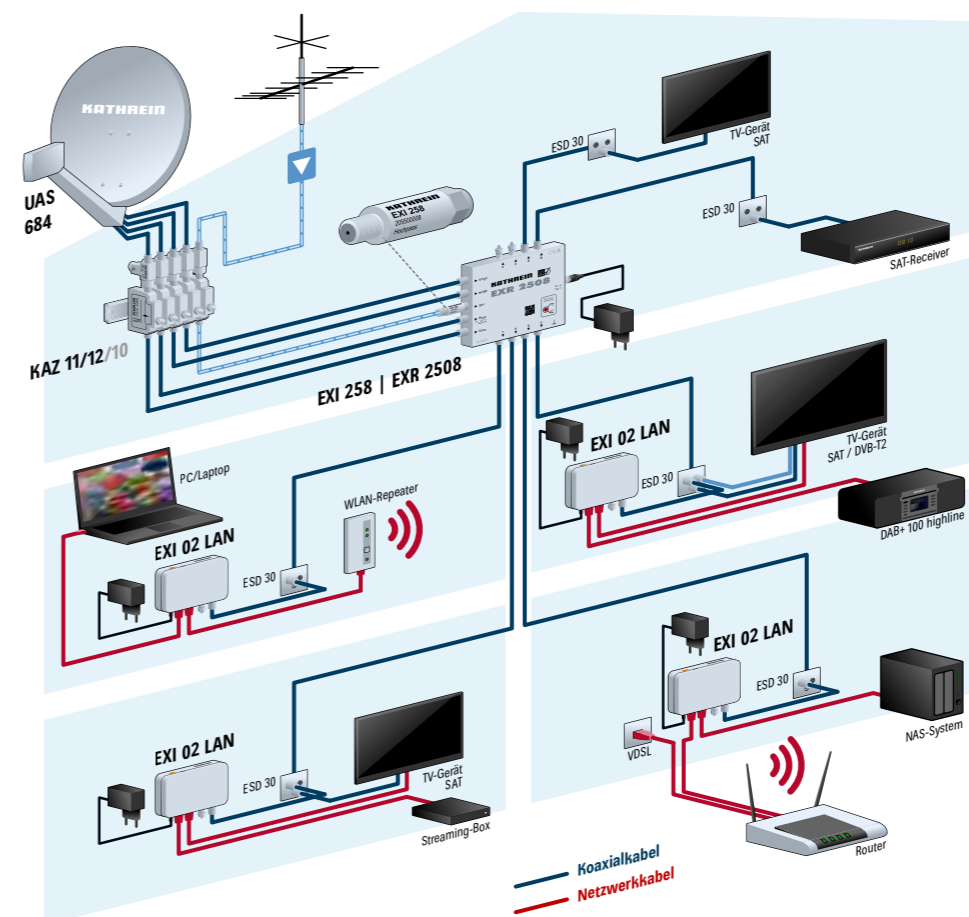 KATHREIN
UAS
684
KATHREIN
EXI 258
205500008
Hochpass
ESD 30
TV-Gerät
SAT
ESD 30
SAT-Receiver
KATHREIN
EXR 2508
KAZ 11/12/10
EXI 258 | EXR 2508
PC/Laptop
WLAN-Repeater
EXI 02 LAN
ESD 30
EXI 02 LAN
ESD 30
TV-Gerät
SAT / DVB-T2
DAB+ 100 highline
EXI 02 LAN
ESD 30
TV-Gerät
SAT
Streaming-Box
EXI 02 LAN
ESD 30
VDSL
NAS-System
Router
Koaxialkabel
Netzwerkkabel